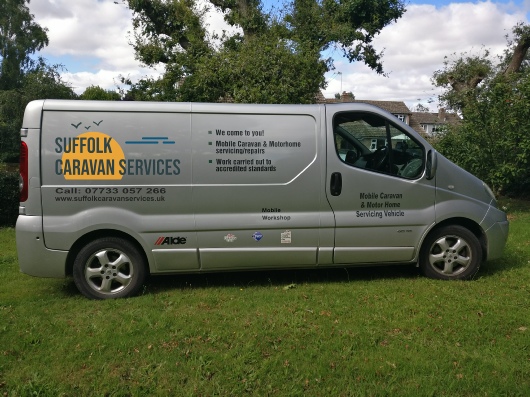 SUFFOLK
CARAVAN SERVICES
Call: 07733 057 266
www.suffolkcaravanservices.uk
We come to you!
Mobile Caravan & Motorhome
servicing/repairs
Work carried out to
accredited standards
Mobile
Workshop
Alde
Mobile Caravan
& Motor Home
Servicing Vehicle